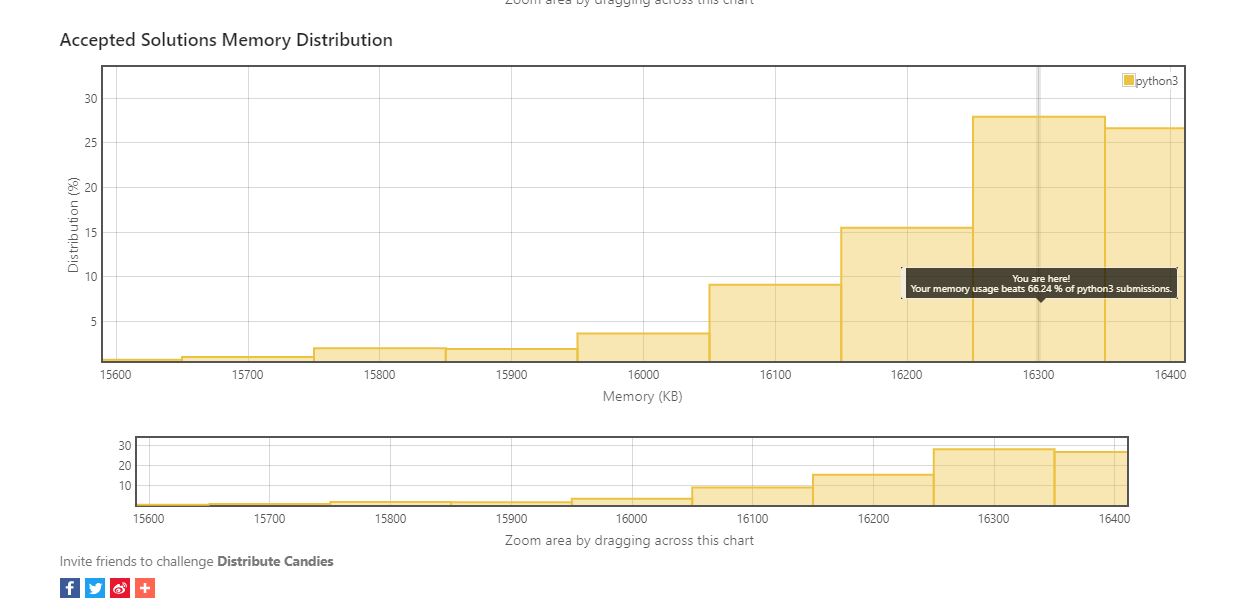 Zoom area by dragging across this chart
Accepted Solutions Memory Distribution
python3
30
25
20
15
10
5
Distribution (%)
You are here!
Your memory usage beats 66.24 % of python3 submissions.
15600 15700 15800 15900 16000 16100 16200 16300 16400
Memory (KB)
30
20
10
15600 15700 15800 15900 16000 16100 16200 16300 16400
Zoom area by dragging across this chart
Invite friends to challenge Distribute Candies